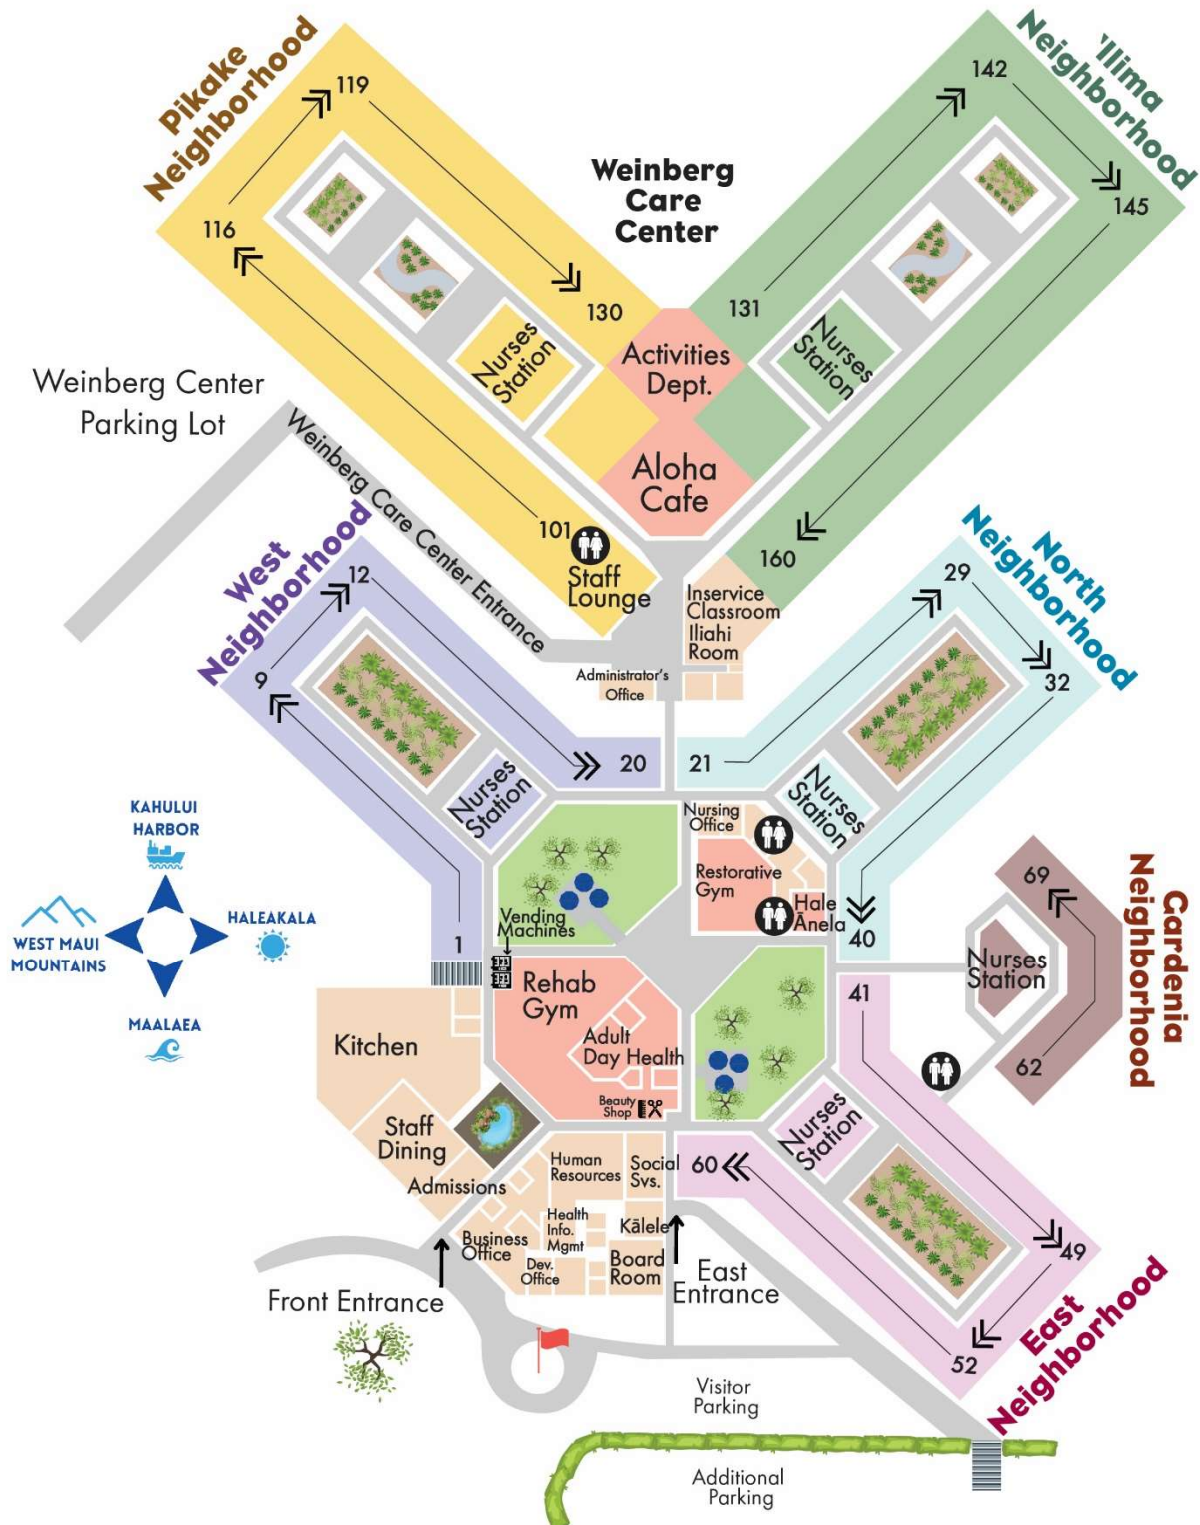 Pikake
Neighborhood
'Ilima
Neighborhood
119
142
116
145
Weinberg
Care
Center
130
131
Nurses
Station
Nurses
Station
Activities
Dept.
Aloha
Cafe
Weinberg Center
Parking Lot
Weinberg Care Center Entrance
101
Staff
Lounge
160
Inservice
Classroom
Iliahi
Room
Administrator's
Office
West
Neighborhood
12
9
20
1
Nurses
Station
North
Neighborhood
29
32
21
40
Nurses
Station
Nursing
Office
Restorative
Gym
Hale
Ānela
KAHULUI
HARBOR
WEST MAUI
MOUNTAINS
HALEAKALA
MAALAEA
Vending
Machines
Rehab
Gym
Adult
Day Health
Beauty
Shop
Gardenia
Neighborhood
69
62
Nurses
Station
41
Nurses
Station
60
49
52
East
Neighborhood
Kitchen
Staff
Dining
Admissions
Human
Resources
Social
Svs.
Health
Info.
Mgmt
Kālele
Business
Office
Dev.
Office
Board
Room
Front Entrance
East
Entrance
Visitor
Parking
Additional
Parking